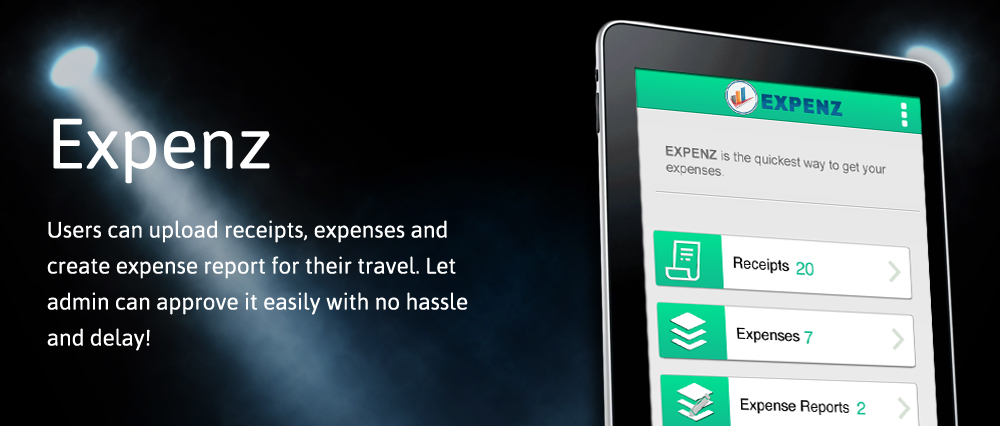 Expenz
Users can upload receipts, expenses and
create expense report for their travel. Let
admin can approve it easily with no hassle
and delay!
EXPENZ
EXPENZ is the quickest way to get your
expenses.
Receipts 20
Expenses 7
Expense Reports 2